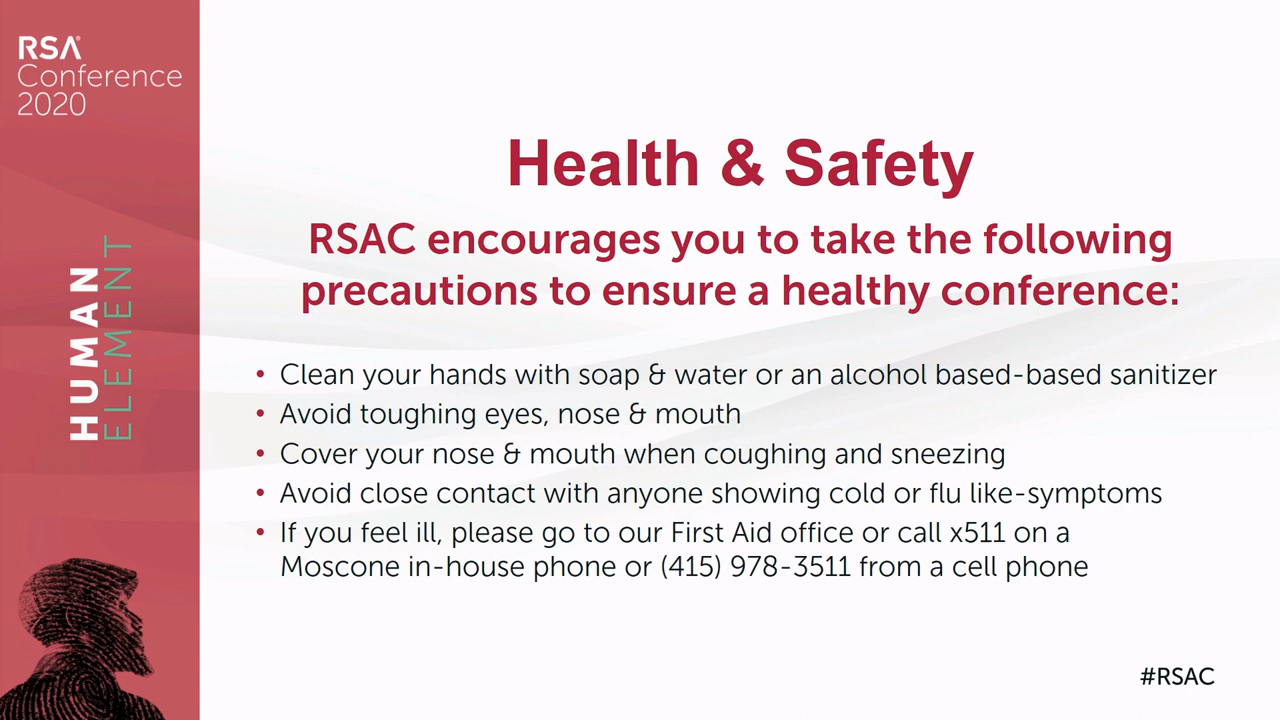 RSA
Conference
2020
HUMAN
ELEMENT
Health & Safety
RSAC encourages you to take the following
precautions to ensure a healthy conference:
• Clean your hands with soap & water or an alcohol based-based sanitizer
• Avoid toughing eyes, nose & mouth
• Cover your nose & mouth when coughing and sneezing
• Avoid close contact with anyone showing cold or flu like-symptoms
• If you feel ill, please go to our First Aid office or call x511 on a
Moscone in-house phone or (415) 978-3511 from a cell phone
#RSAC